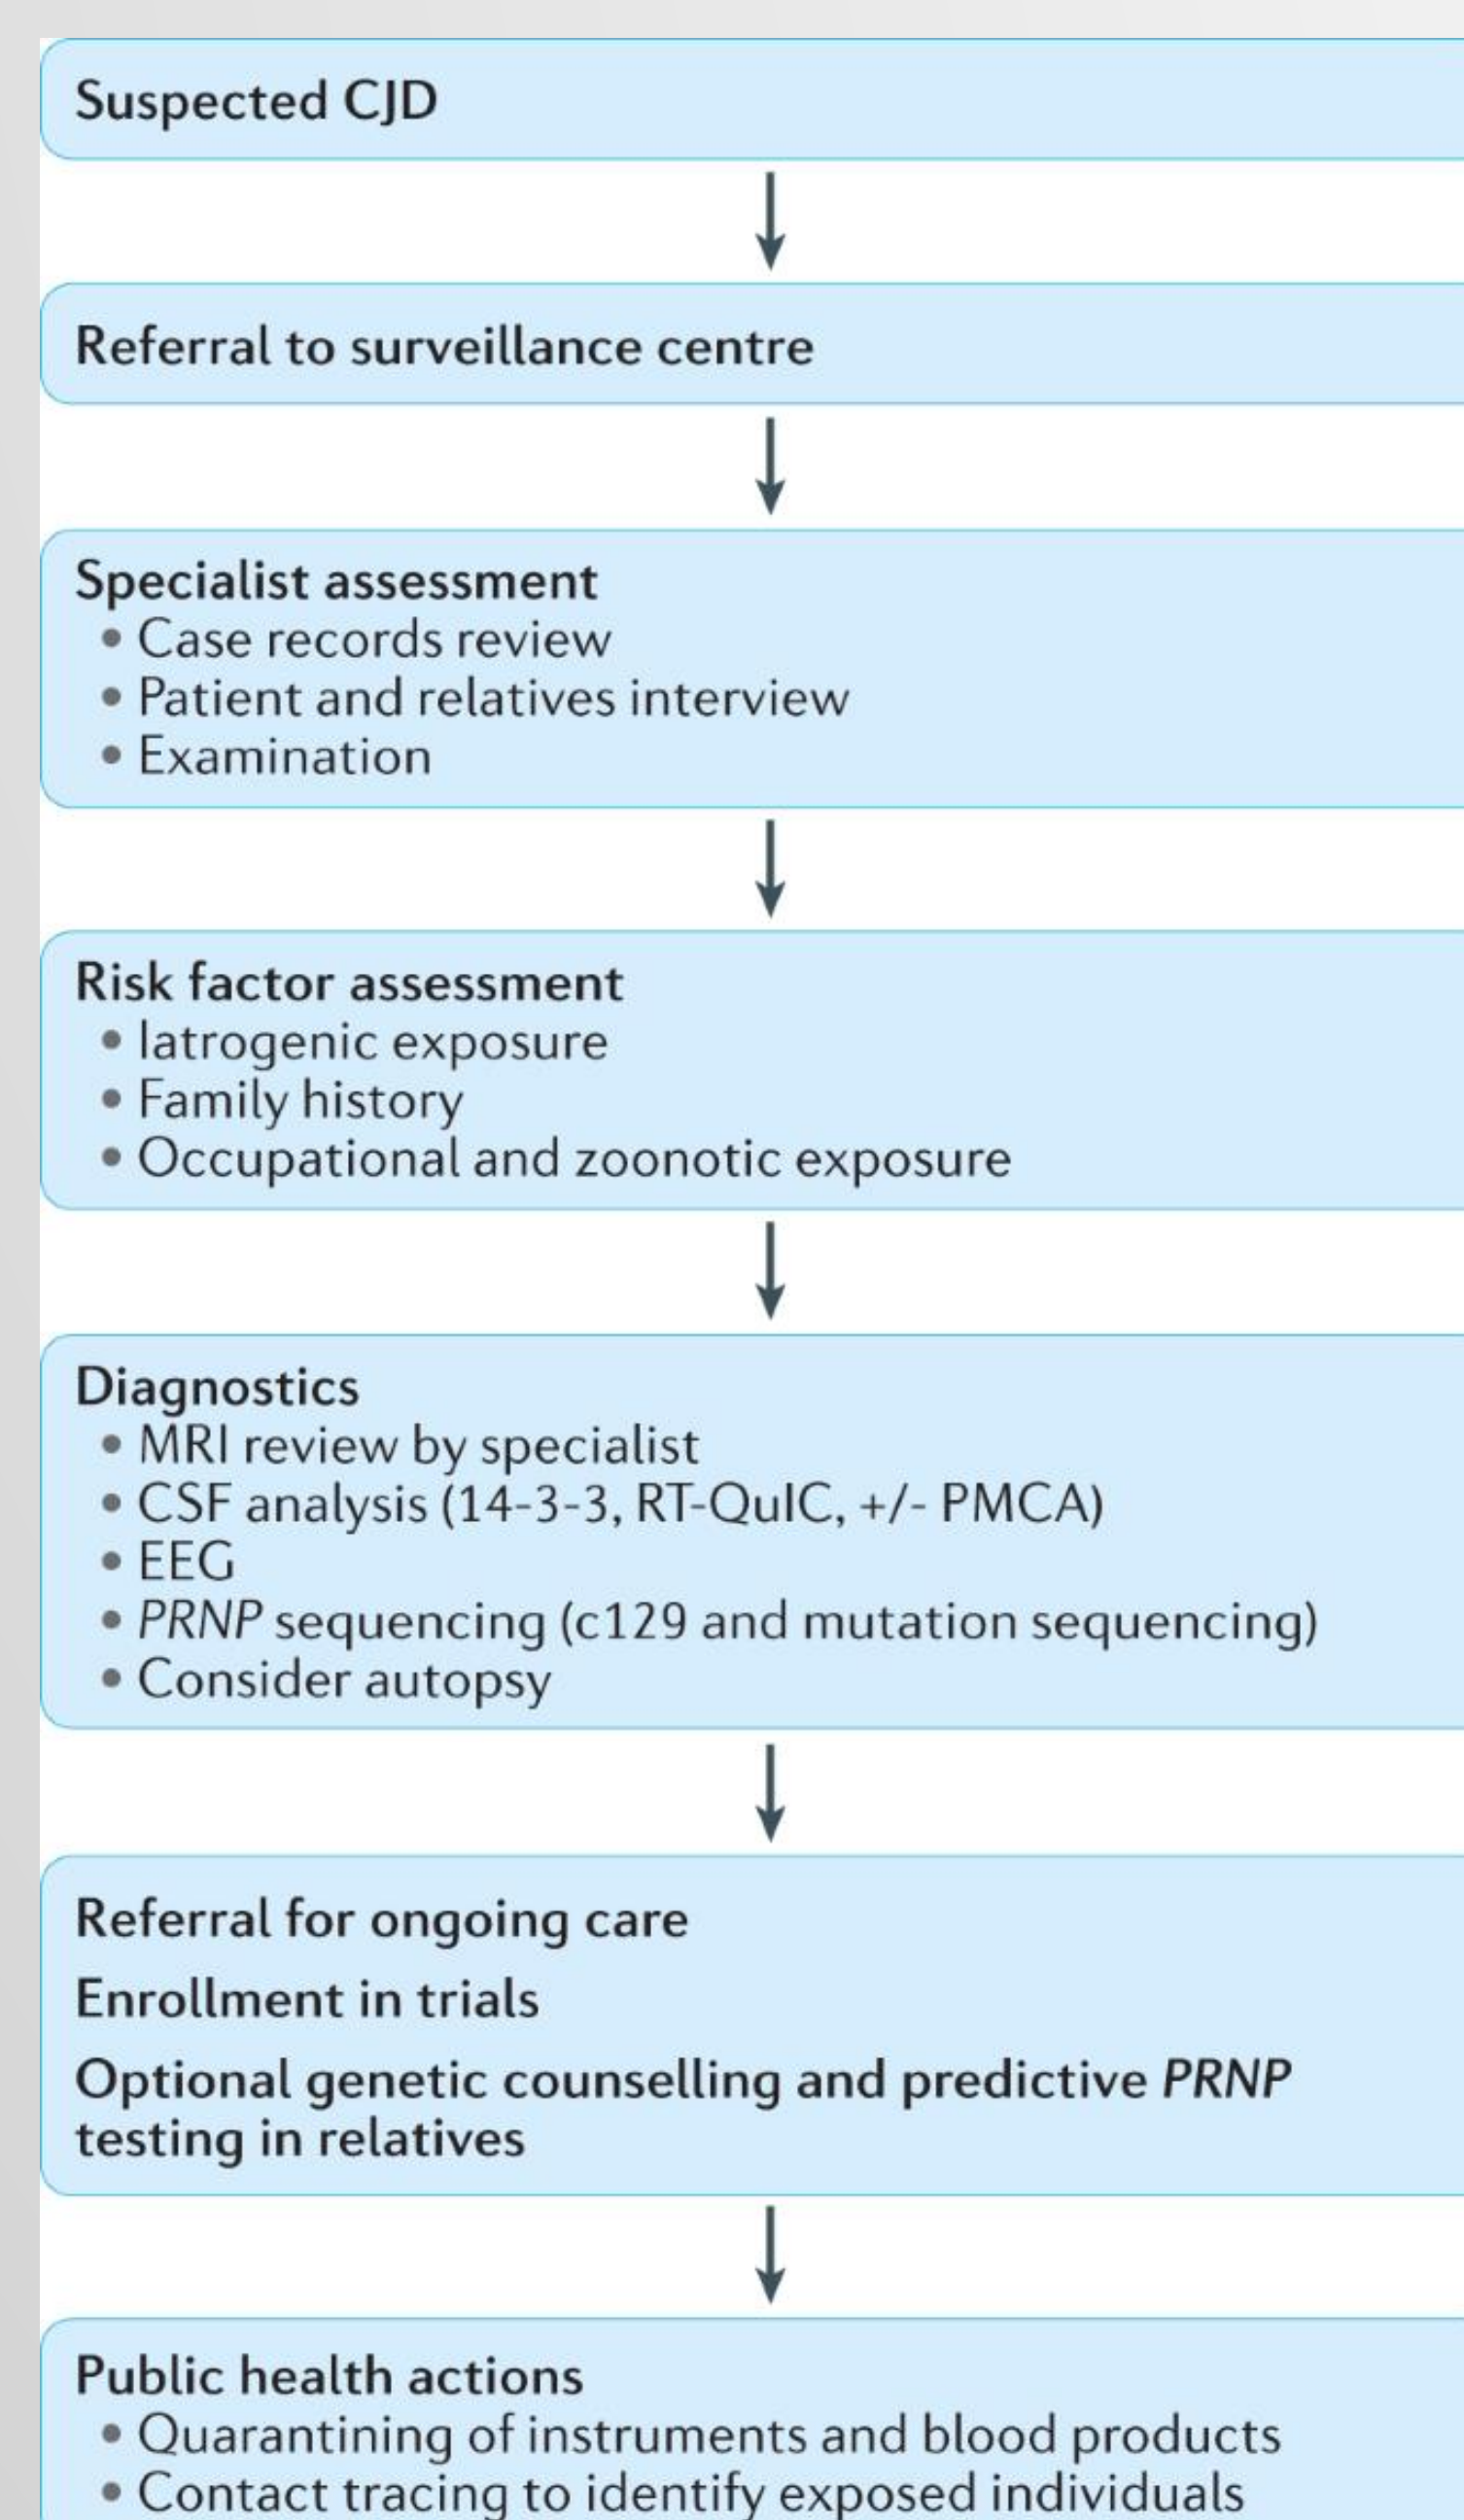 Suspected CJD
Referral to surveillance centre
Specialist assessment
• Case records review
• Patient and relatives interview
• Examination
Risk factor assessment
• Iatrogenic exposure
• Family history
• Occupational and zoonotic exposure
Diagnostics
• MRI review by specialist
• CSF analysis (14-3-3, RT-QuIC, +/- PMCA)
• EEG
• PRNP sequencing (c129 and mutation sequencing)
• Consider autopsy
Referral for ongoing care
Enrollment in trials
Optional genetic counselling and predictive PRNP
testing in relatives
Public health actions
• Quarantining of instruments and blood products
• Contact tracing to identify exposed individuals